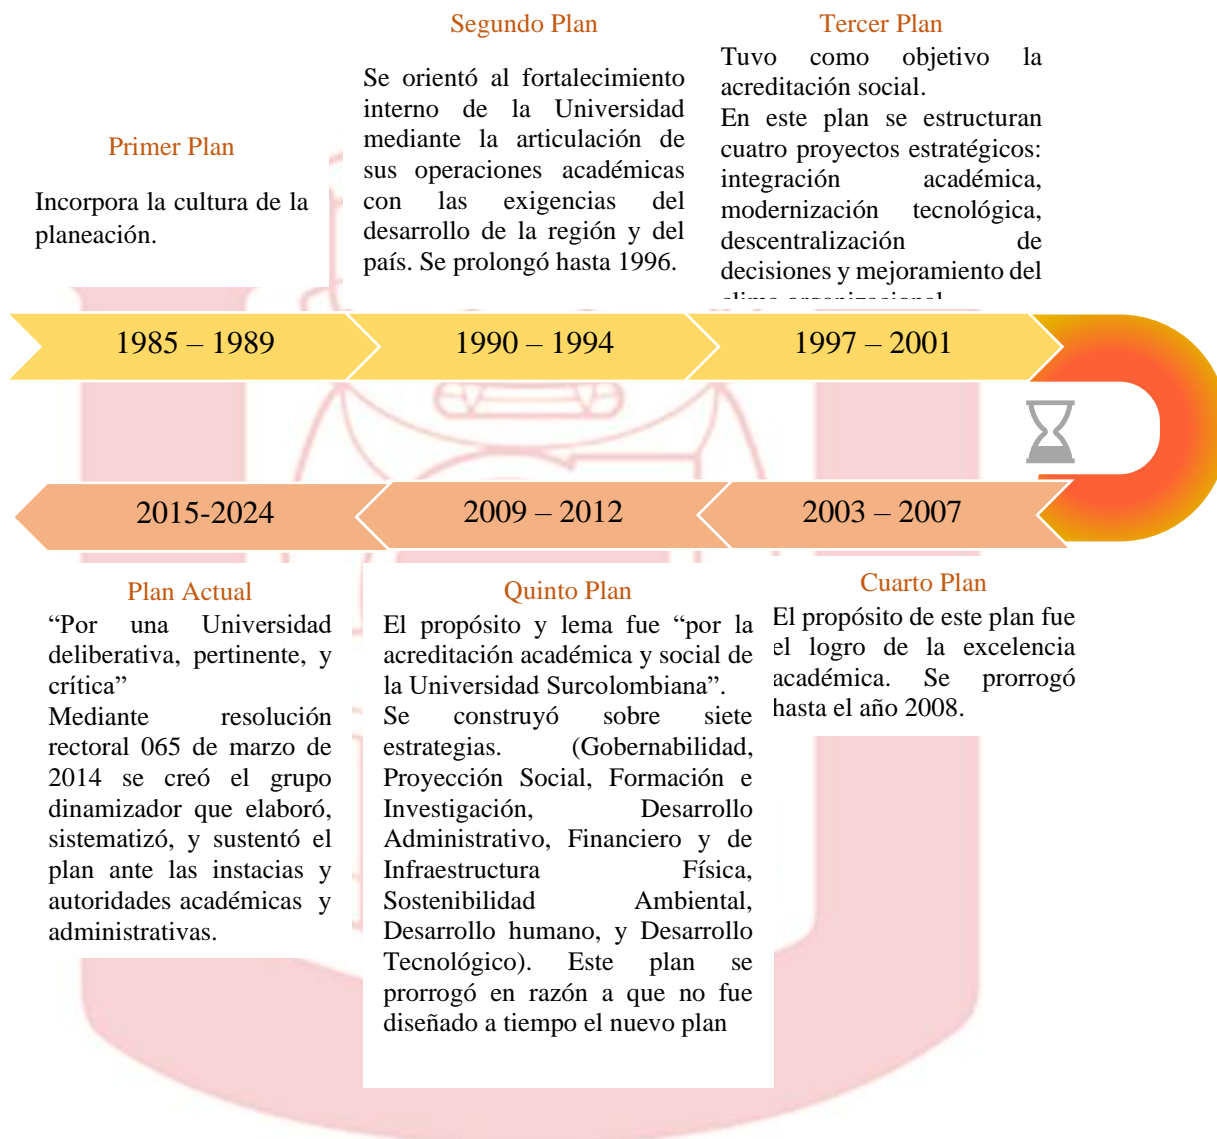 Primer Plan
Incorpora la cultura de la
planeación.
Segundo Plan
Se orientó al fortalecimiento
interno de la Universidad
mediante la articulación de
sus operaciones académicas
con las exigencias del
desarrollo de la región y del
país. Se prolongó hasta 1996.
Tercer Plan
Tuvo como objetivo la
acreditación social.
En este plan se estructuran
cuatro proyectos estratégicos:
integración académica,
modernización tecnológica,
descentralización de
decisiones y mejoramiento del
clima organizacional
1985 – 1989
1990 – 1994
1997 – 2001
2015-2024
2009 – 2012
2003 – 2007
Plan Actual
“Por una Universidad
deliberativa, pertinente, y
crítica”
Mediante resolución
rectoral 065 de marzo de
2014 se creó el grupo
dinamizador que elaboró,
sistematizó, y sustentó el
plan ante las instacias y
autoridades académicas y
administrativas.
Quinto Plan
El propósito y lema fue “por la
acreditación académica y social de
la Universidad Surcolombiana”.
Se construyó sobre siete
estrategias. (Gobernabilidad,
Proyección Social, Formación e
Investigación, Desarrollo
Administrativo, Financiero y de
Infraestructura Física,
Sostenibilidad Ambiental,
Desarrollo humano, y Desarrollo
Tecnológico). Este plan se
prorrogó en razón a que no fue
diseñado a tiempo el nuevo plan
Cuarto Plan
El propósito de este plan fue
el logro de la excelencia
académica. Se prorrogó
hasta el año 2008.